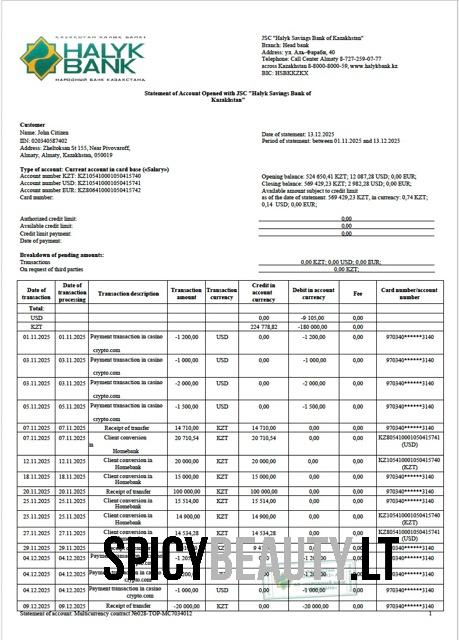 HALYK
BANK
НАРОДНЫЙ БАНК КАЗАХСТАНА
JSC "Halyk Savings Bank of Kazakhstan"
Branch: Head bank
Address: ул. Аль-Фараби, 40
Telephone: Call Center Almaty 8-727-259-07-77
across Kazakhstan 8-8000-8000-59, www.halykbank.kz
BIC: HSBKKZKX
Statement of Account Opened with JSC "Halyk Savings Bank of
Kazakhstan"
Customer
Name: John Citizen
IIN: 020340587402
Address: Zheltoksan St 155, Near Pivovaroff,
Almaty, Almaty, Kazakhstan, 050019
Date of statement: 13.12.2025
Period of statement: between 01.11.2025 and 13.12.2025
Type of account: Current account in card base («Salary»)
Account number KZT: KZ105410001050415740
Account number USD: KZ105410001050415741
Account number EUR: KZ806410001050415742
Card number:
Opening balance: 524 650,41 KZT; 12 087,28 USD; 0,00 EUR;
Closing balance: 569 429,23 KZT; 2 982,28 USD; 0,00 EUR;
Available amount subject to credit limit
as of the date of statement: 569 429,23 KZT, in currency: 0,74 KZT;
0,14 USD; 0,00 EUR;
Authorized credit limit: 0,00
Available credit limit: 0,00
Credit limit payment: 0,00
Date of payment:
Breakdown of pending amounts:
Transactions 0,00 KZT; 0,00 USD; 0,00 EUR;
On request of third parties 0,00 KZT;
Date of transaction Date of transaction processing Transaction description Transaction amount Transaction currency Credit in account currency Debit in account currency Fee Card number/account number
Total:
USD 0,00 -9 105,00 0,00
KZT 224 778,82 -180 000,00 0,00
01.11.2025 01.11.2025 Payment transaction in casino crypto.com -1 200,00 USD 0,00 -1 200,00 0,00 970340******3140
03.11.2025 03.11.2025 Payment transaction in casino crypto.com -1 000,00 USD 0,00 -1 000,00 0,00 970340******3140
03.11.2025 03.11.2025 Payment transaction in casino crypto.com -2 000,00 USD 0,00 -2 000,00 0,00 970340******3140
05.11.2025 05.11.2025 Payment transaction in casino crypto.com -1 500,00 USD 0,00 -1 500,00 0,00 970340******3140
07.11.2025 07.11.2025 Receipt of transfer 14 710,00 KZT 14 710,00 0,00 0,00 970340******3140
07.11.2025 07.11.2025 Client conversion in Homebank 20 710,54 KZT 20 710,54 0,00 0,00 KZ805410001050415741 (USD)
12.11.2025 12.11.2025 Client conversion in Homebank 20 000,00 KZT 20 000,00 0,00 0,00 KZ105410001050415740 (KZT)
18.11.2025 18.11.2025 Client conversion in Homebank 15 000,00 KZT 15 000,00 0,00 0,00 970340******3140
20.11.2025 20.11.2025 Receipt of transfer 100 000,00 KZT 100 000,00 0,00 0,00 970340******3140
25.11.2025 25.11.2025 Client conversion in Homebank 15 514,00 KZT 15 514,00 0,00 0,00 970340******3140
25.11.2025 25.11.2025 Client conversion in Homebank 14 900,00 KZT 14 900,00 0,00 0,00 KZ105410001050415740 (KZT)
27.11.2025 27.11.2025 Client conversion in 14 534,28 KZT 14 534,28 0,00 0,00 KZ805410001050415741 (USD)
29.11.2025 29.11.2025 970340******3140
04.12.2025 04.12.2025 Payment transaction in casino 970340******3140
04.12.2025 04.12.2025 970340******3140
04.12.2025 04.12.2025 Payment transaction in casino crypto.com -1 000,00 USD 0,00 -1 000,00 0,00 970340******3140
09.12.2025 09.12.2025 Receipt of transfer -20 000,00 KZT 0,00 -20 000,00 0,00 970340******3140
SPICYBEAUTY.LT
Statement of account: Multicurrency contract №028-TOP-MC7034012 1